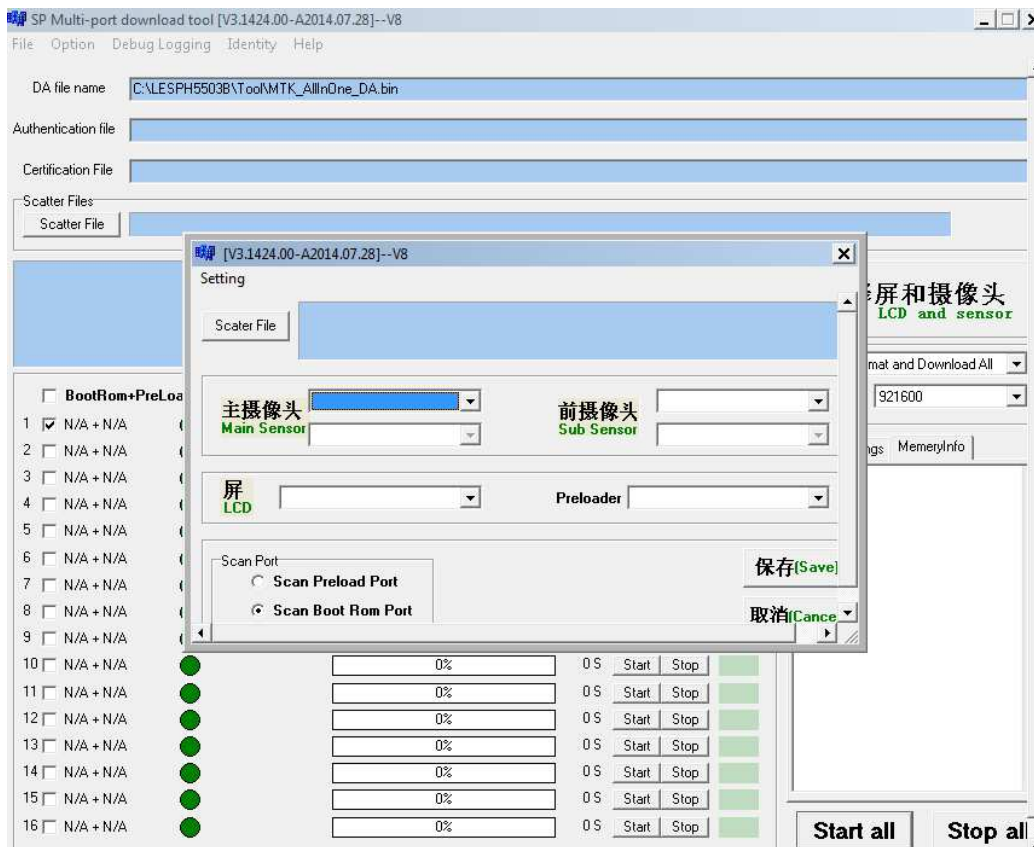 SP Multi-port download tool [V3.1424.00-A2014.07.28]--V8
File Option Debug Logging Identity Help
DA file name C:\LESPH5503B\Tool\MTK_AllInOne_DA.bin
Authentication file
Certification File
Scatter Files
Scatter File
[V3.1424.00-A2014.07.28]--V8
Setting
Scater File
屏和摄像头
LCD and sensor
mat and Download All
921600
ngs MemeryInfo
主摄像头
Main Sensor
前摄像头
Sub Sensor
屏
LCD
Preloader
Scan Port
Scan Preload Port
Scan Boot Rom Port
保存(Save)
取消(Cance
BootRom+PreLoa
1 N/A + N/A
2 N/A + N/A
3 N/A + N/A
4 N/A + N/A
5 N/A + N/A
6 N/A + N/A
7 N/A + N/A
8 N/A + N/A
9 N/A + N/A
10 N/A + N/A 0% 0 S Start Stop
11 N/A + N/A 0% 0 S Start Stop
12 N/A + N/A 0% 0 S Start Stop
13 N/A + N/A 0% 0 S Start Stop
14 N/A + N/A 0% 0 S Start Stop
15 N/A + N/A 0% 0 S Start Stop
16 N/A + N/A 0% 0 S Start Stop
Start all Stop all